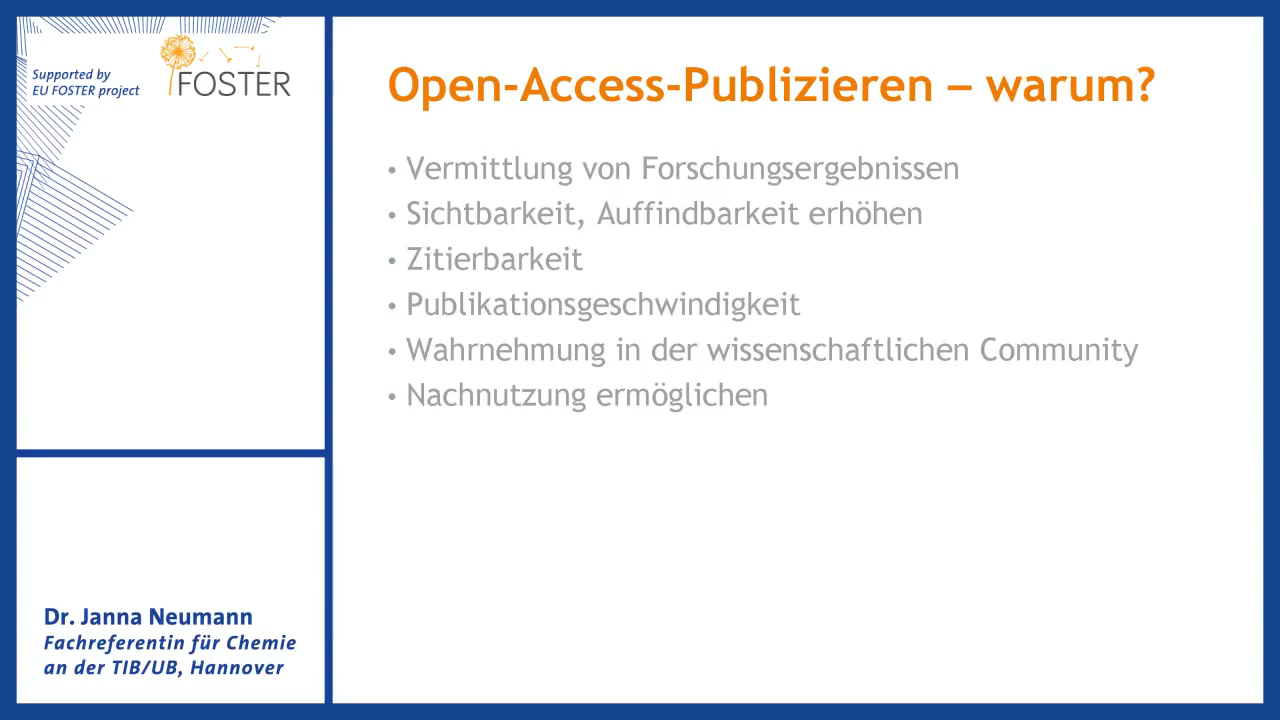 Supported by
EU FOSTER project
FOSTER
Open-Access-Publizieren – warum?
• Vermittlung von Forschungsergebnissen
• Sichtbarkeit, Auffindbarkeit erhöhen
• Zitierbarkeit
• Publikationsgeschwindigkeit
• Wahrnehmung in der wissenschaftlichen Community
• Nachnutzung ermöglichen
Dr. Janna Neumann
Fachreferentin für Chemie
an der TIB/UB, Hannover